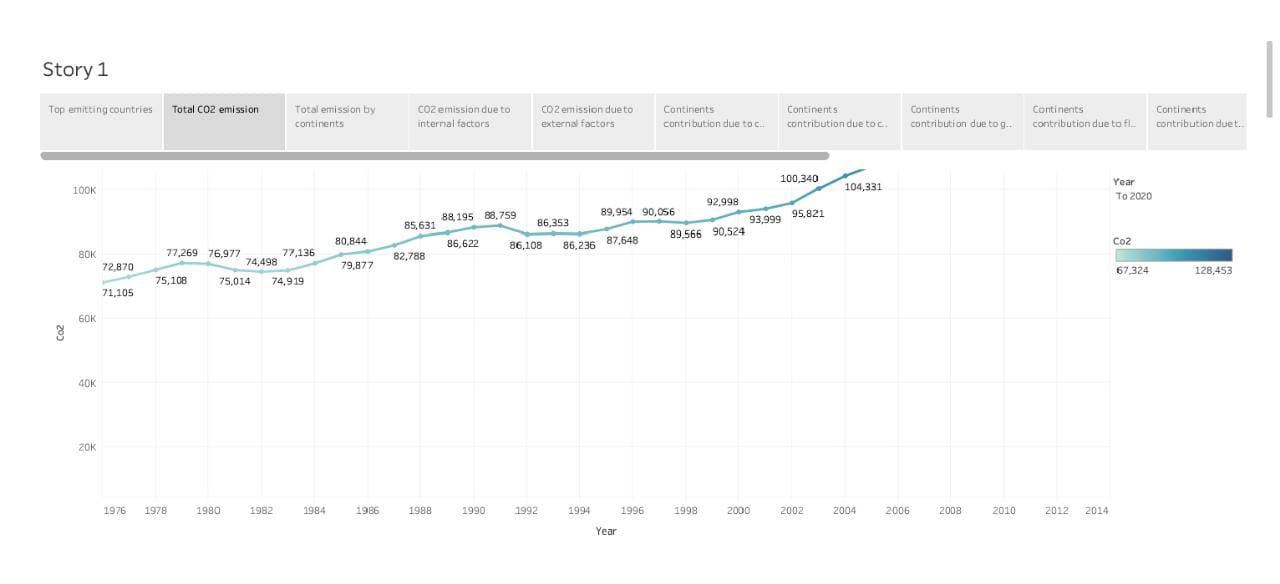 Story 1
Top emitting countries
Total CO2 emission
Total emission by
continents
CO2 emission due to
internal factors
CO2 emission due to
external factors
Continents
contribution due to c..
Continents
contribution due to c..
Continents
contribution due to g..
Continents
contribution due to fl..
Continents
contribution due t..
100K
80K
60K
40K
20K
Co2
72,870
71,105
75,108
77,269
76,977
75,014
74,498
74,919
77,136
80,844
79,877
82,788
85,631
86,622
88,195
88,759
86,108
86,353
86,236
87,648
89,954
90,056
89,566
90,524
92,998
93,999
95,821
100,340
104,331
1976
1978
1980
1982
1984
1986
1988
1990
1992
1994
1996
1998
2000
2002
2004
2006
2008
2010
2012
2014
Year
Year
To 2020
Co2
67,324
128,453